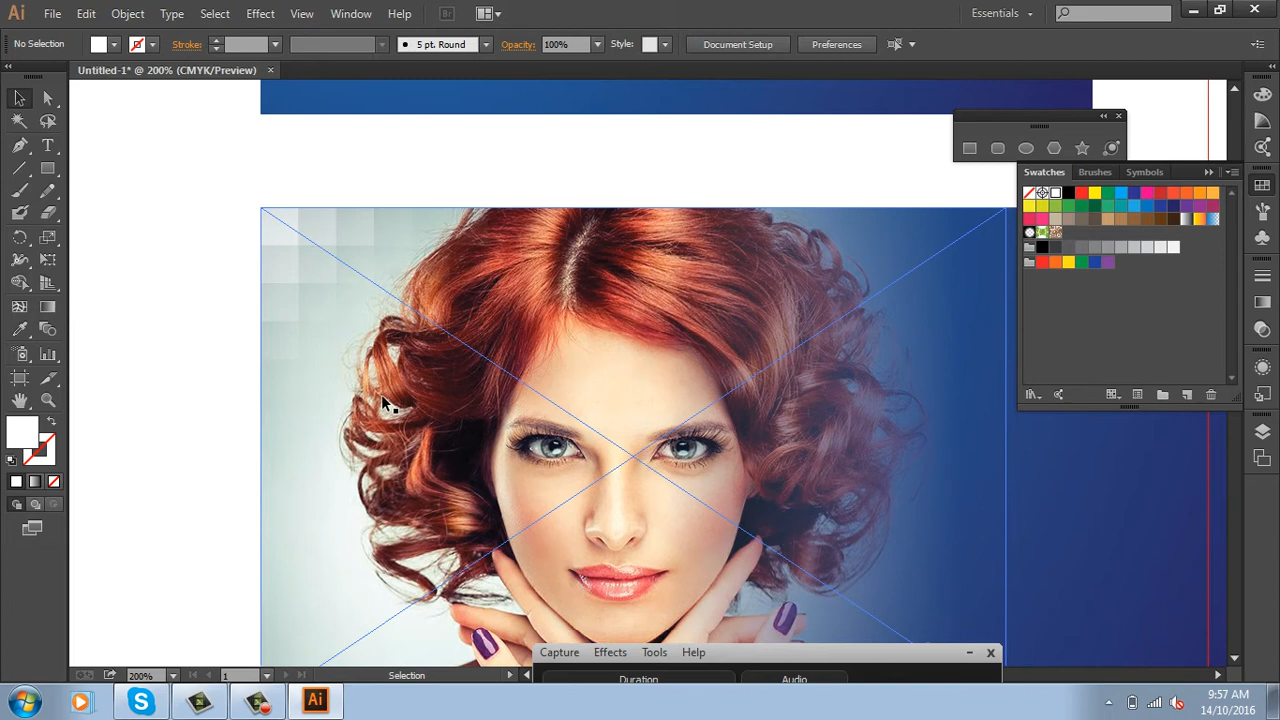 Ai File Edit Object Type Select Effect View Window Help Br Essentials
No Selection Stroke: 5 pt. Round Opacity: 100% Style: Document Setup Preferences
Untitled-1* @ 200% (CMYK/Preview)
Swatches Brushes Symbols
T
Capture Effects Tools Help
200% 1 Selection Duration Audio
Ai
9:57 AM
14/10/2016